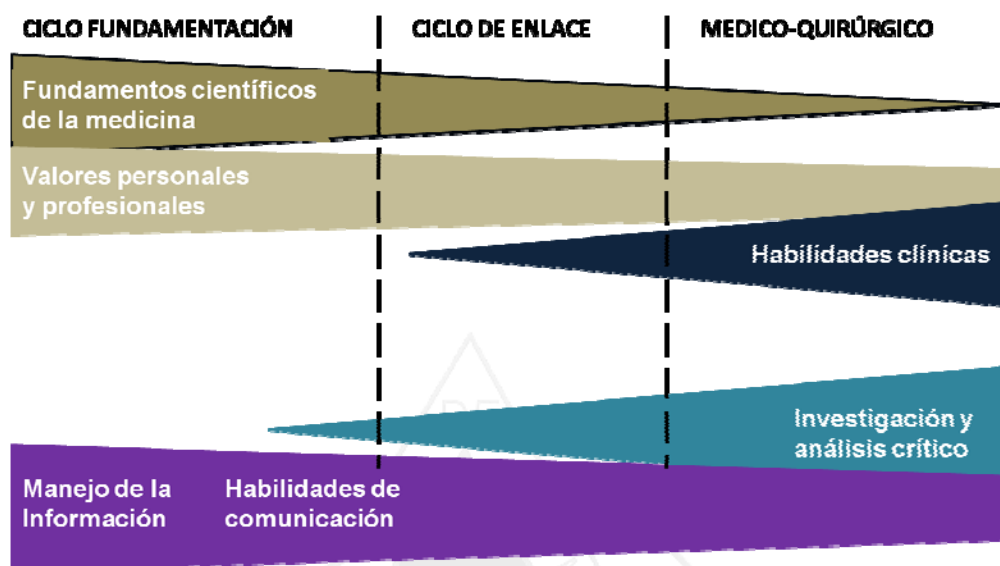 CICLO FUNDAMENTACIÓN
CICLO DE ENLACE
MEDICO-QUIRÚRGICO
Fundamentos científicos
de la medicina
Valores personales
y profesionales
Habilidades clínicas
Investigación y
análisis crítico
Manejo de la
Información
Habilidades de
comunicación